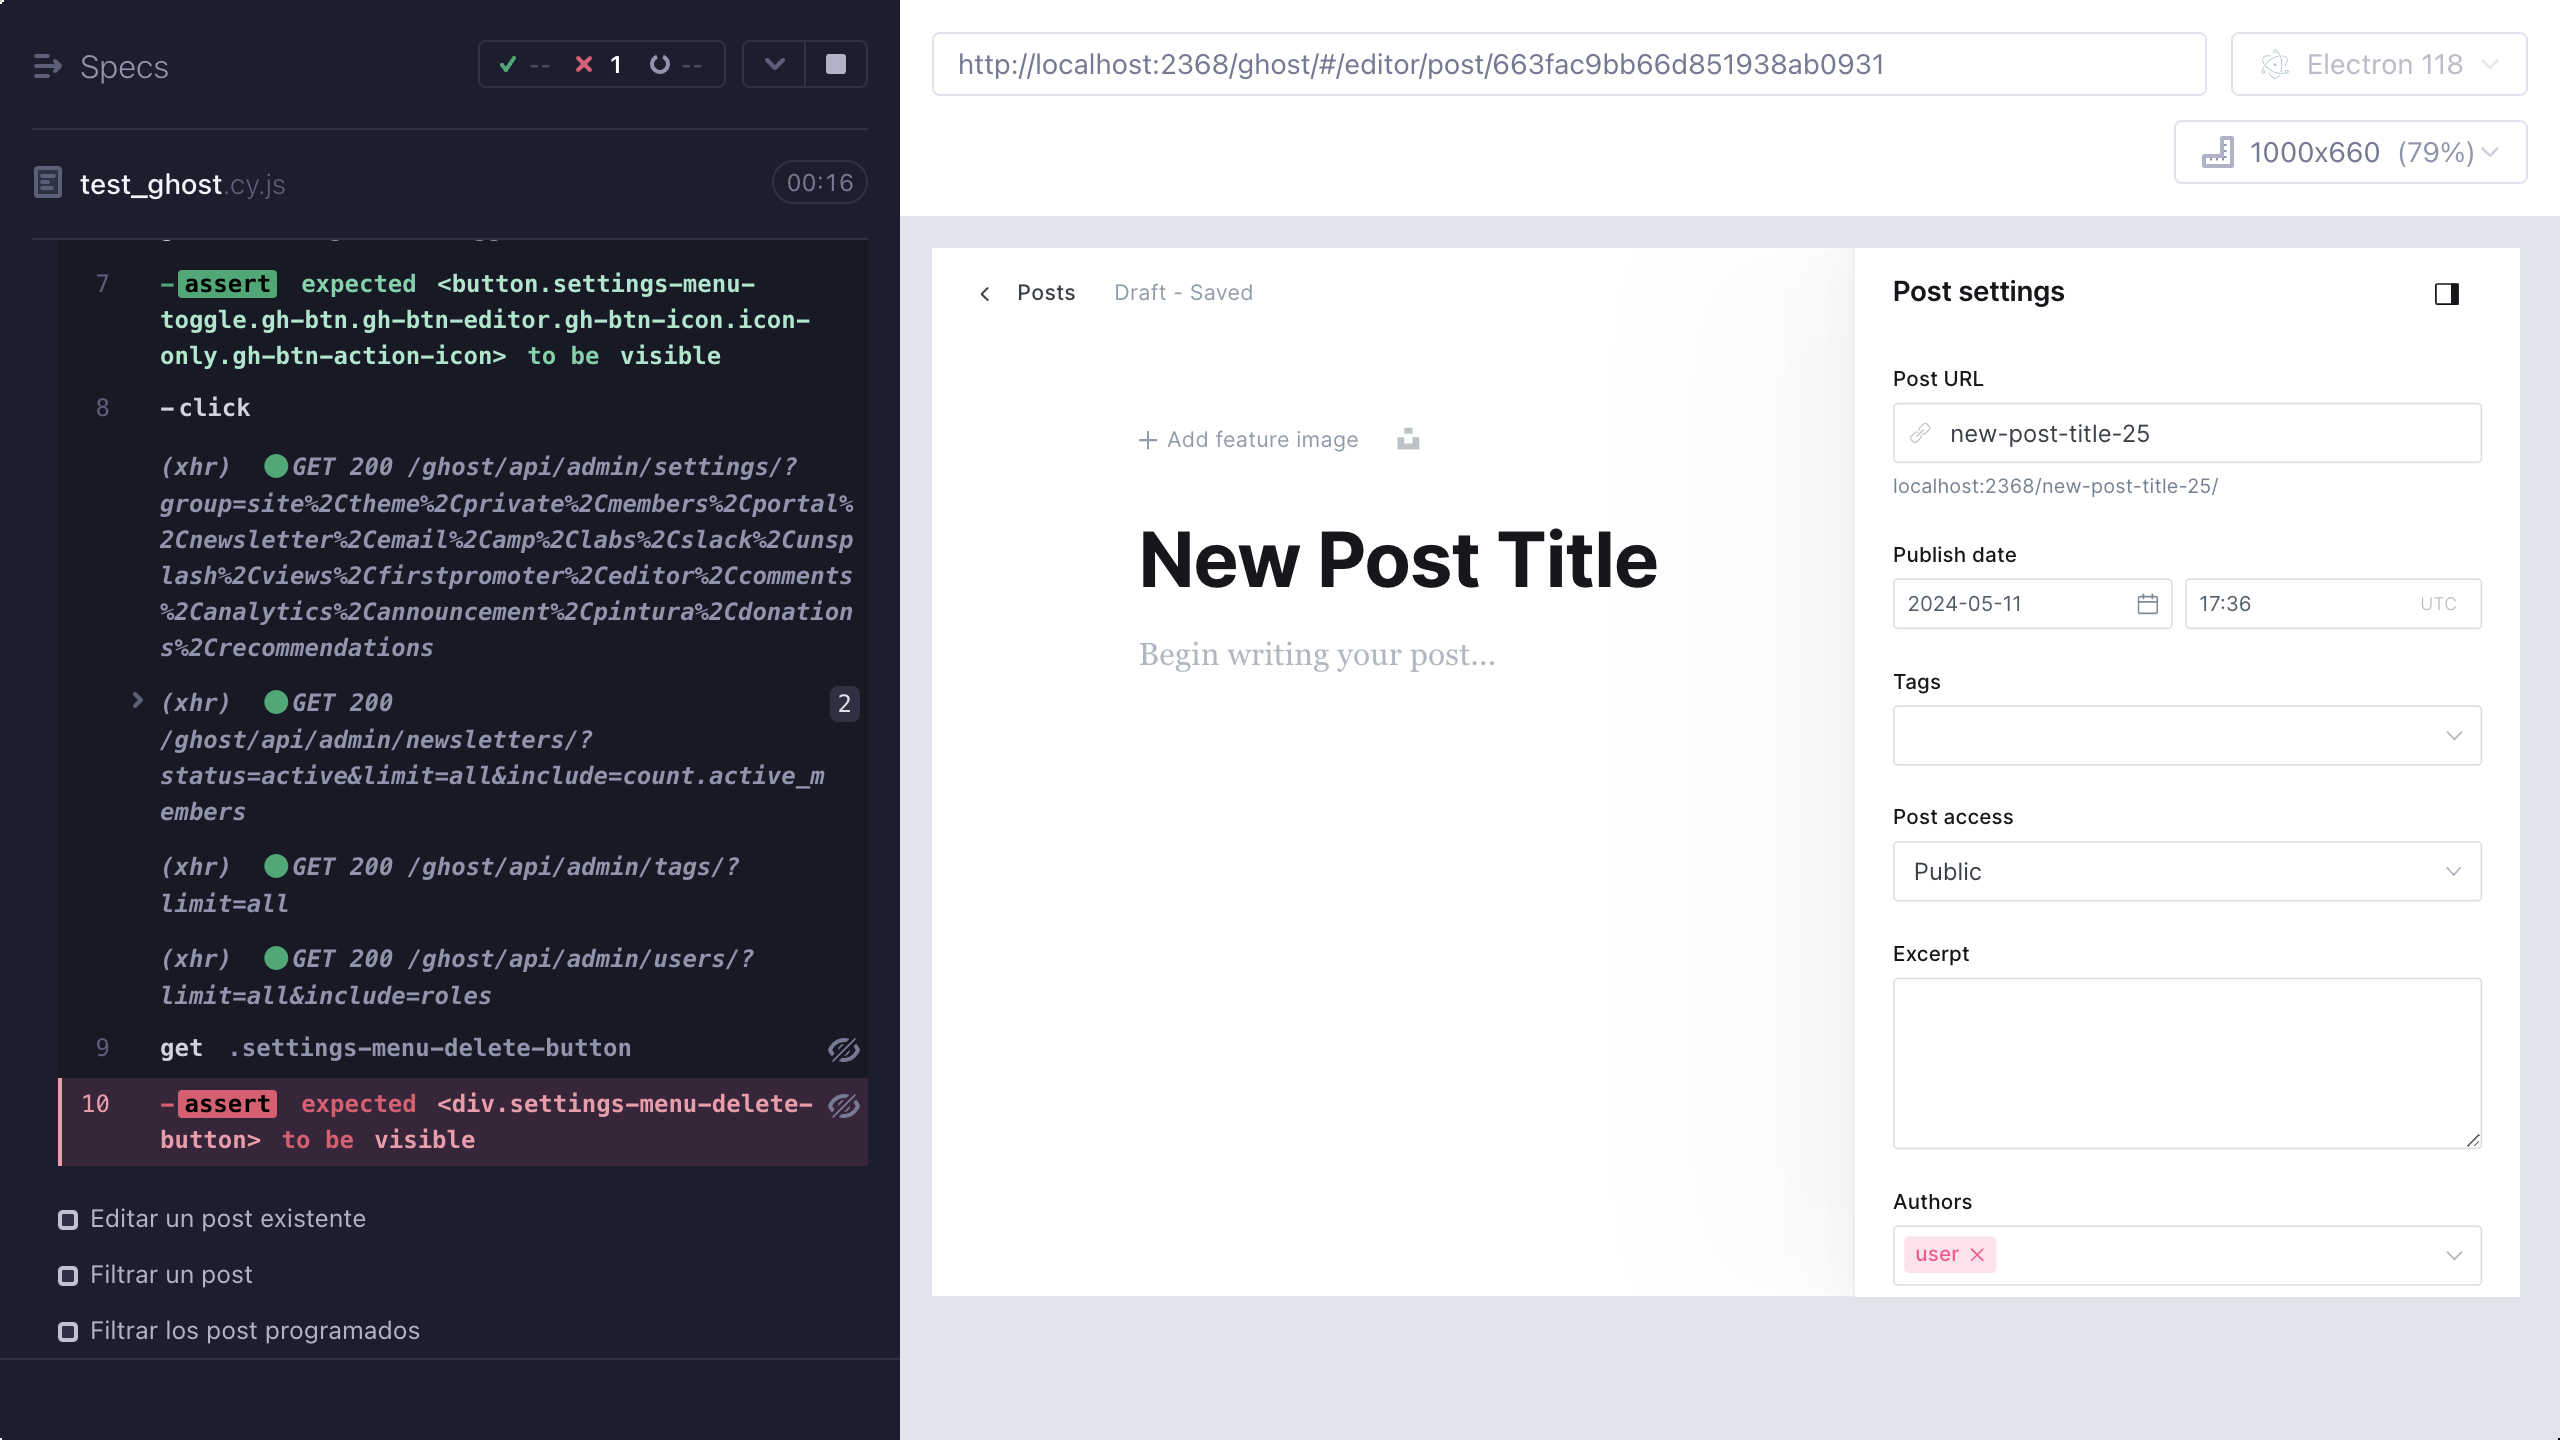 Specs
-- 1 --
test_ghost.cy.js
00:16
7 -assert expected <button.settings-menu-
toggle.gh-btn.gh-btn-editor.gh-btn-icon.icon-
only.gh-btn-action-icon> to be visible
8 -click
(xhr) GET 200 /ghost/api/admin/settings/?
group=site%2Ctheme%2Cprivate%2Cmembers%2Cportal%
2Cnewsletter%2Cemail%2Camp%2Clabs%2Cslack%2Cunsp
lash%2Cviews%2Cfirstpromoter%2Ceditor%2Ccomments
%2Canalytics%2Cannouncement%2Cpintura%2Cdonation
s%2Crecommendations
(xhr) GET 200 2
/ghost/api/admin/newsletters/?
status=active&limit=all&include=count.active_m
embers
(xhr) GET 200 /ghost/api/admin/tags/?
limit=all
(xhr) GET 200 /ghost/api/admin/users/?
limit=all&include=roles
9 get .settings-menu-delete-button
10 -assert expected <div.settings-menu-delete-
button> to be visible
Editar un post existente
Filtrar un post
Filtrar los post programados
http://localhost:2368/ghost/#/editor/post/663fac9bb66d851938ab0931
Electron 118
1000x660 (79%)
Posts Draft - Saved
Add feature image
New Post Title
Begin writing your post...
Post settings
Post URL
new-post-title-25
localhost:2368/new-post-title-25/
Publish date
2024-05-11 17:36 UTC
Tags
Post access
Public
Excerpt
Authors
user